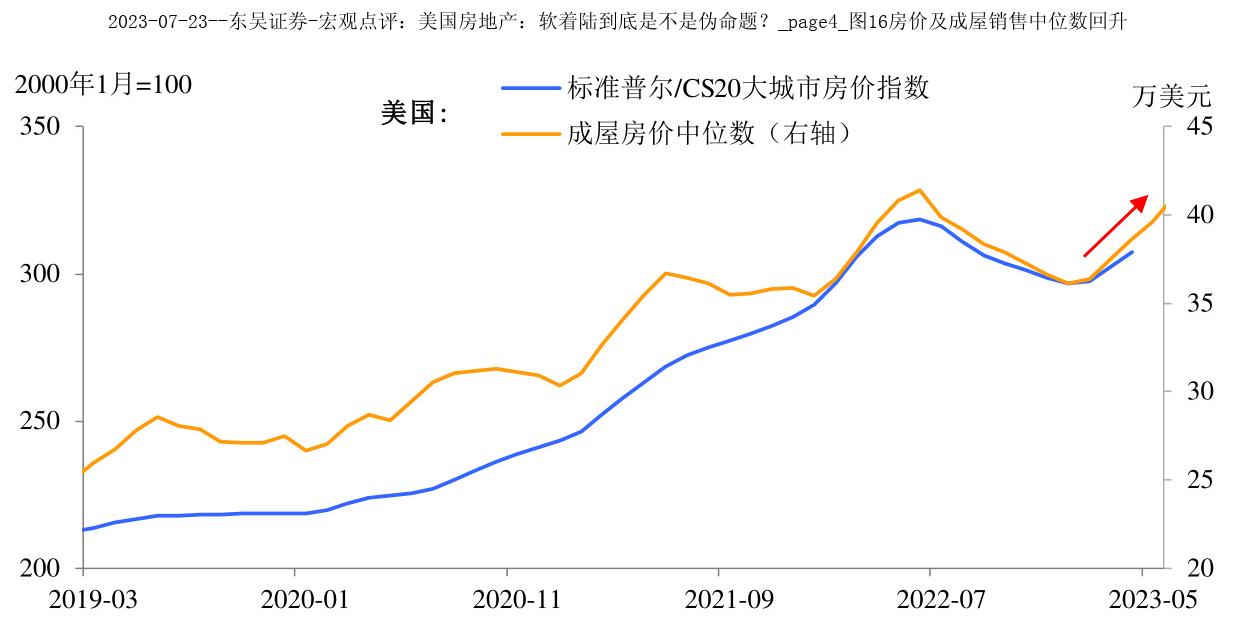 2023-07-23--东吴证券-宏观点评：美国房地产：软着陆到底是不是伪命题？_page4_图16房价及成屋销售中位数回升
2000年1月=100
美国：
标准普尔/CS20大城市房价指数
成屋房价中位数（右轴）
万美元
350
300
250
200
45
40
35
30
25
20
2019-03
2020-01
2020-11
2021-09
2022-07
2023-05